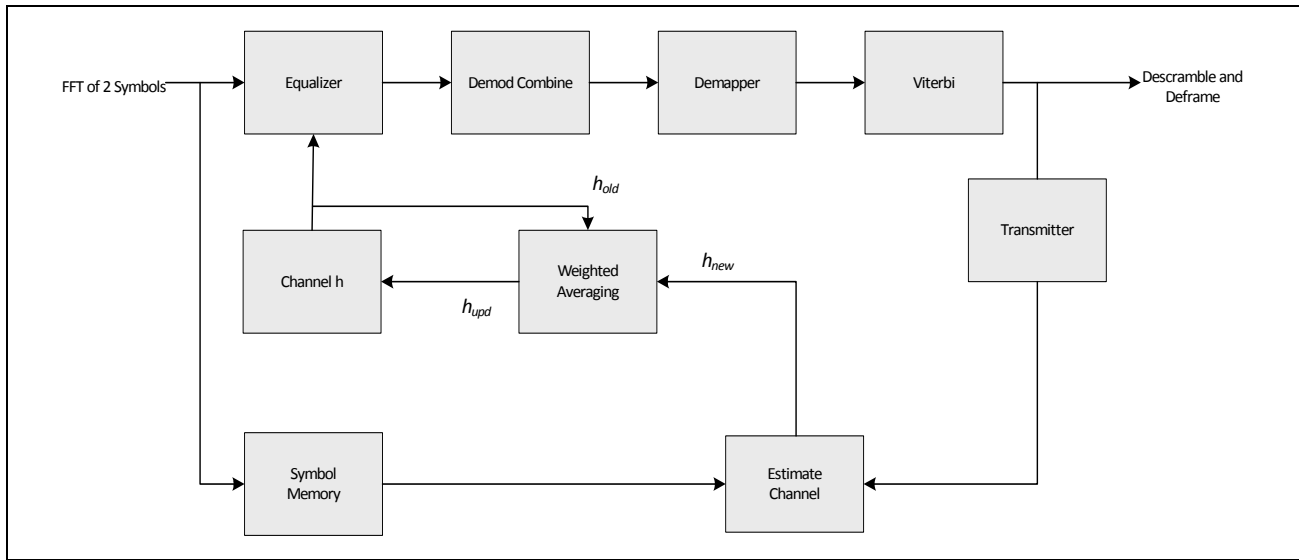 FFT of 2 Symbols
Equalizer
Demod Combine
Demapper
Viterbi
Descramble and
Deframe
h_old
Transmitter
Channel h
Weighted
Averaging
h_new
h_upd
Symbol
Memory
Estimate
Channel